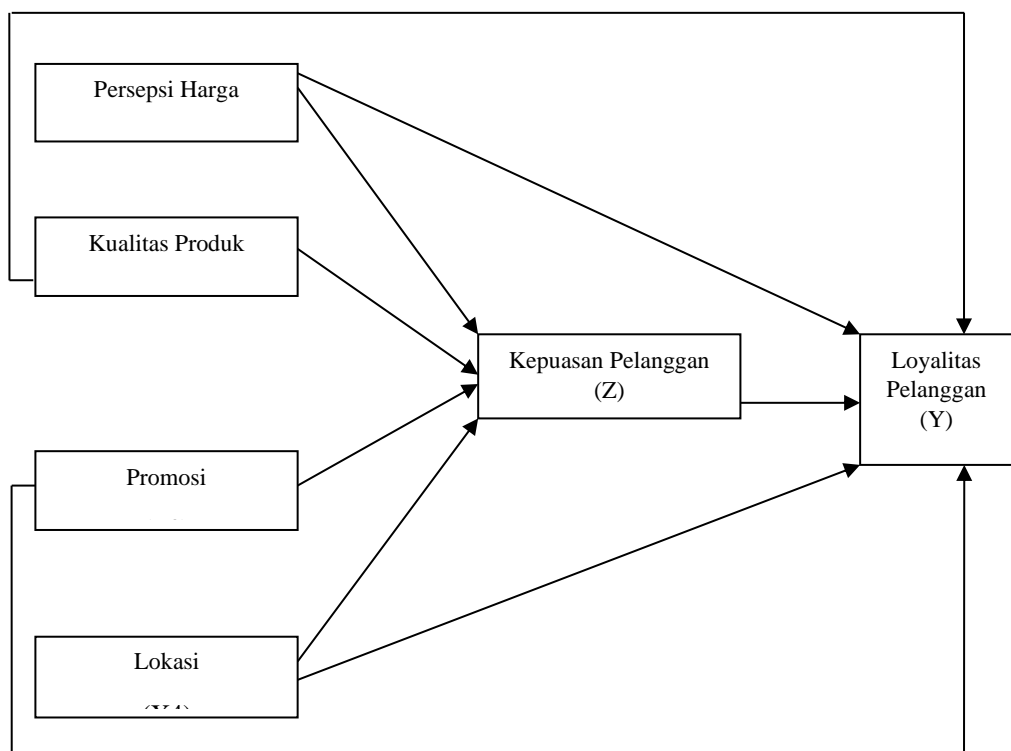 Persepsi Harga
Kualitas Produk
Kepuasan Pelanggan
(Z)
Loyalitas
Pelanggan
(Y)
Promosi
Lokasi